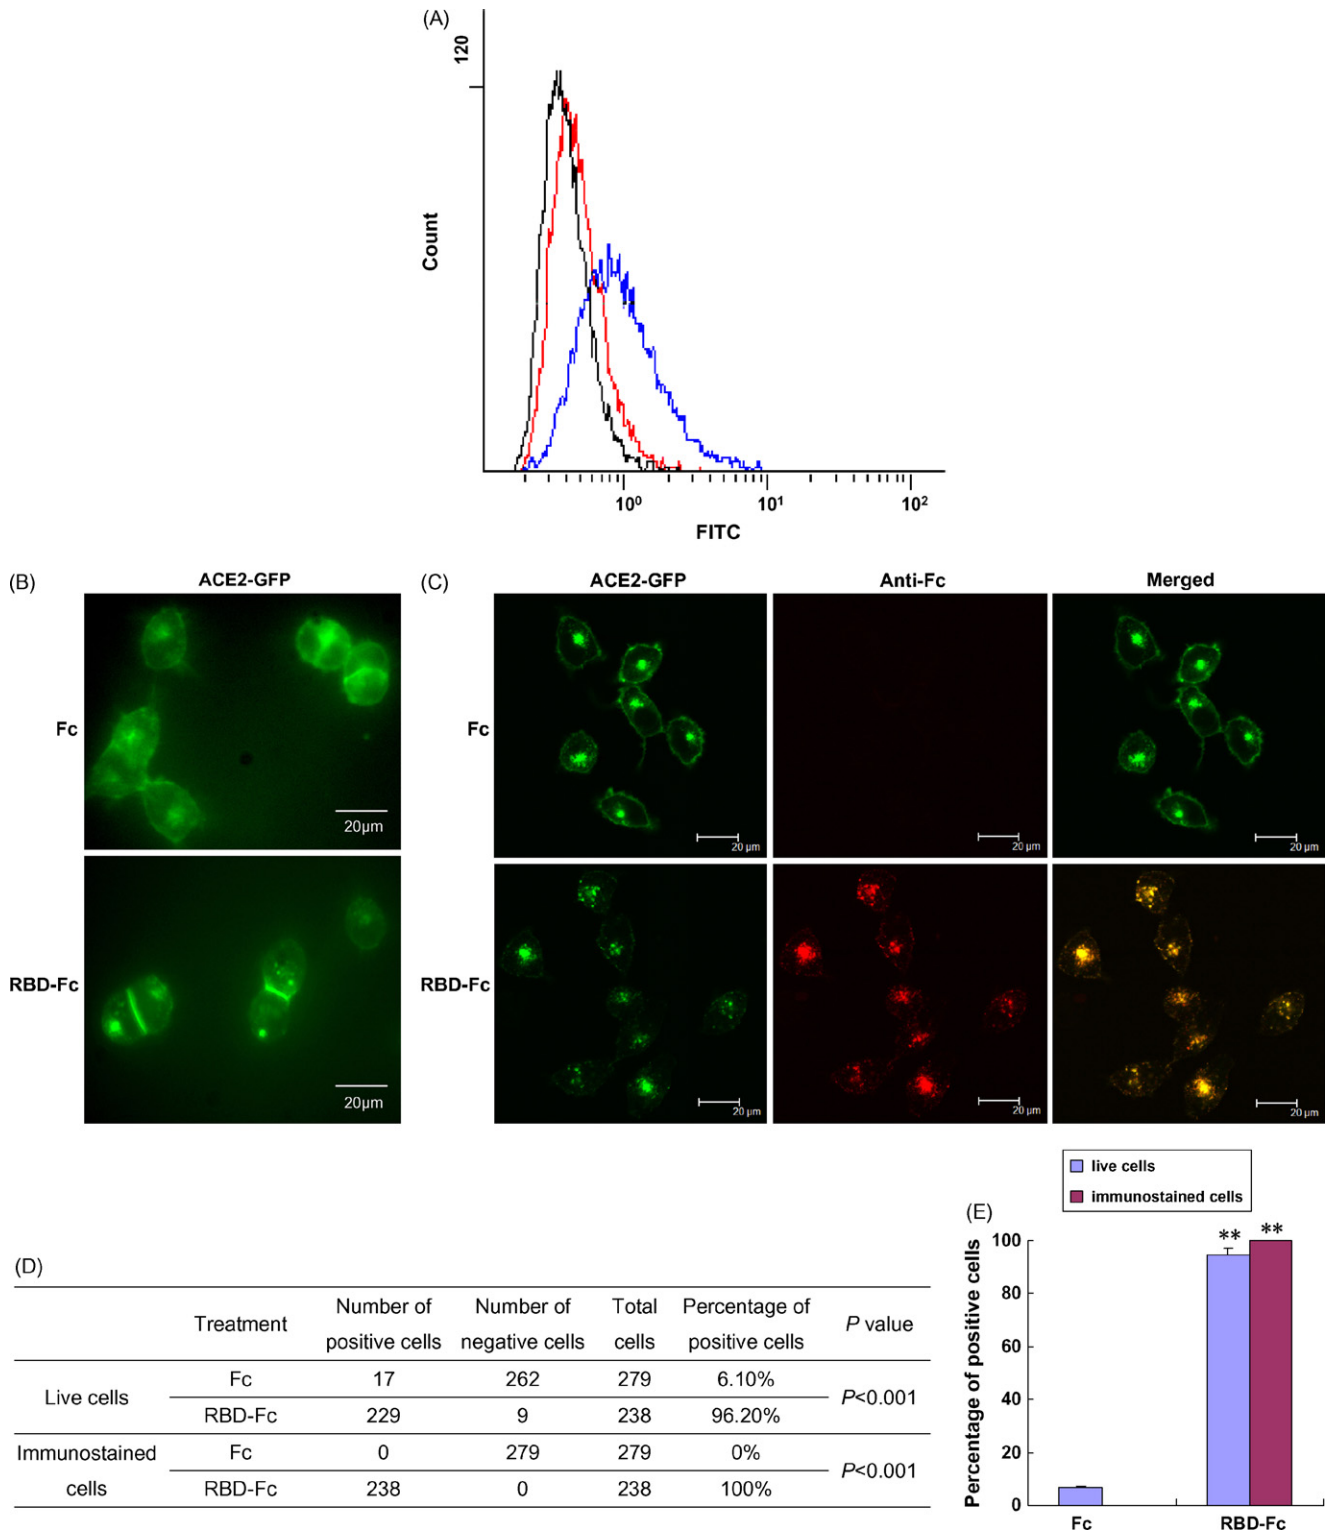 (A)
120
Count
10⁰ 10¹ 10²
FITC
(B)
ACE2-GFP
Fc
20μm
RBD-Fc
20μm
(C)
ACE2-GFP Anti-Fc Merged
Fc
20 μm 20 μm 20 μm
RBD-Fc
20 μm 20 μm 20 μm
(D)
Treatment Number of positive cells Number of negative cells Total cells Percentage of positive cells P value
Live cells Fc 17 262 279 6.10% P<0.001
RBD-Fc 229 9 238 96.20%
Immunostained cells Fc 0 279 279 0% P<0.001
RBD-Fc 238 0 238 100%
live cells
immunostained cells
(E)
Percentage of positive cells
100
80
60
40
20
0
** **
Fc RBD-Fc